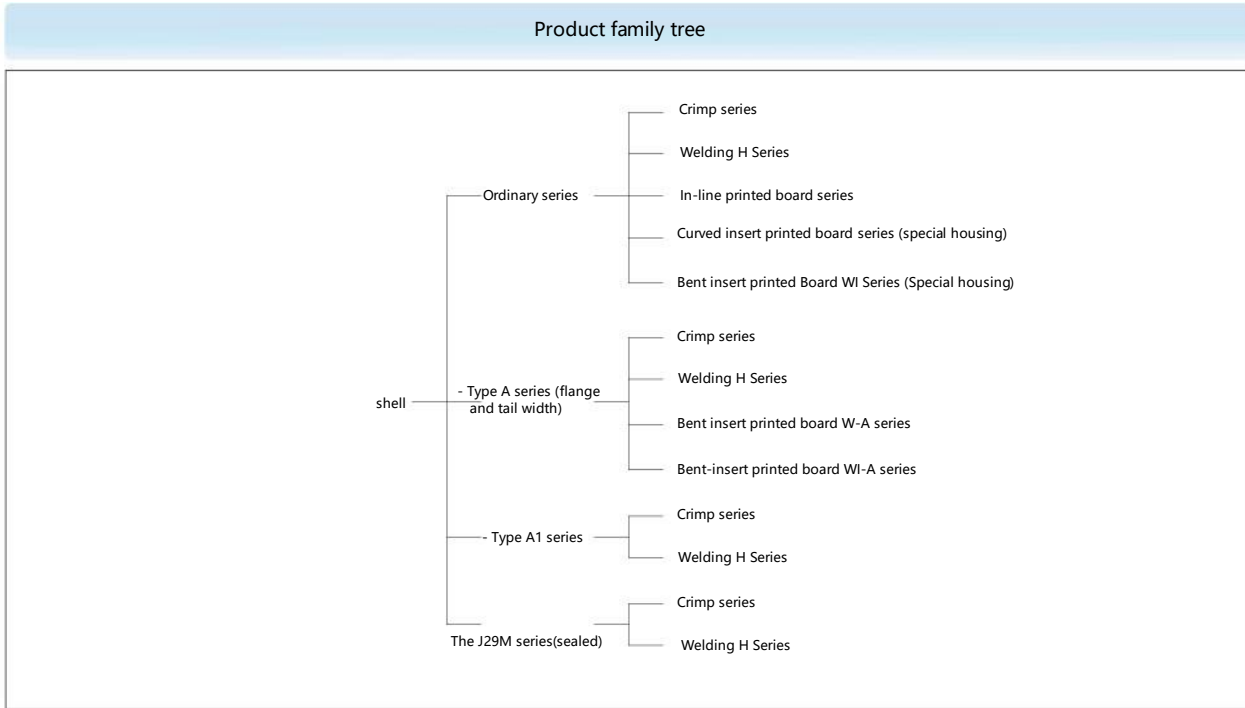 Product family tree
Crimp series
Welding H Series
Ordinary series
In-line printed board series
Curved insert printed board series (special housing)
Bent insert printed Board WI Series (Special housing)
Crimp series
Welding H Series
shell
- Type A series (flange
and tail width)
Bent insert printed board W-A series
Bent-insert printed board WI-A series
Crimp series
- Type A1 series
Welding H Series
Crimp series
The J29M series(sealed)
Welding H Series